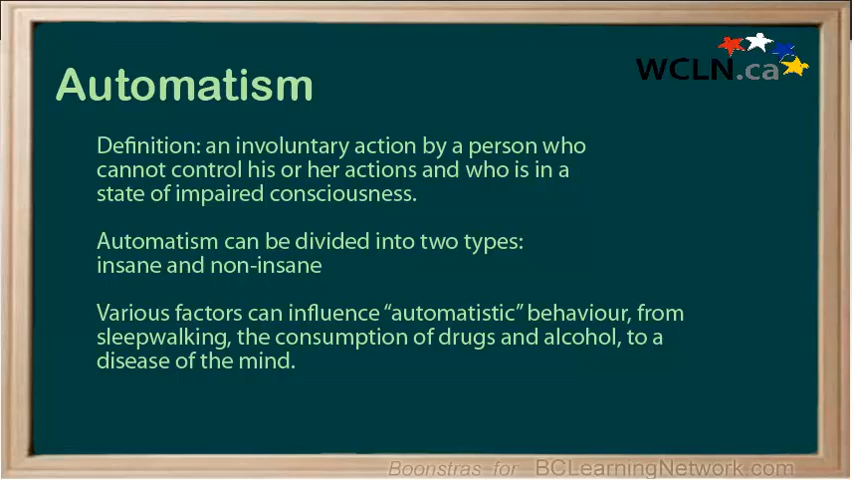 WCLN.ca
Automatism
Definition: an involuntary action by a person who
cannot control his or her actions and who is in a
state of impaired consciousness.
Automatism can be divided into two types:
insane and non-insane
Various factors can influence “automatistic” behaviour, from
sleepwalking, the consumption of drugs and alcohol, to a
disease of the mind.
Boonstras for BCLearningNetwork.com